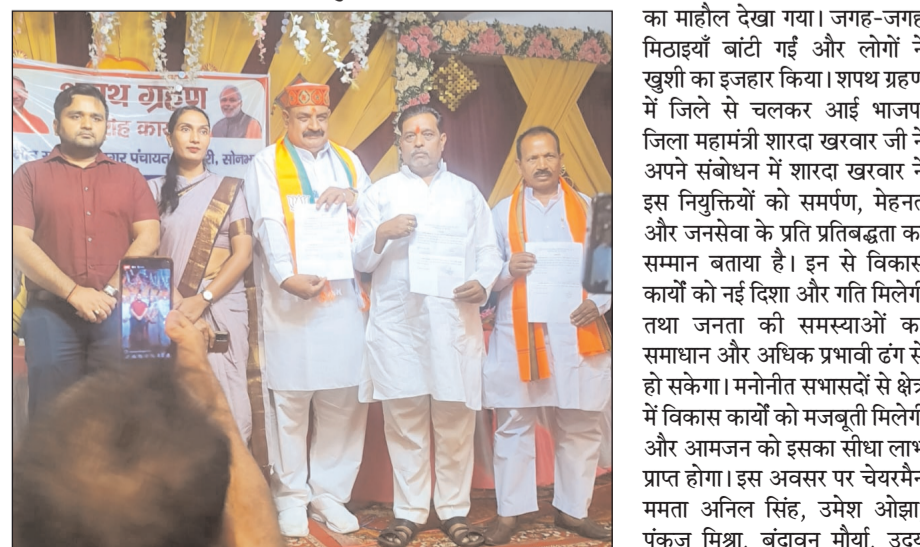 शपथ ग्रहण
का माहौल देखा गया। जगह-जगह
मिठाइयाँ बांटी गईं और लोगों ने
खुशी का इजहार किया। शपथ ग्रहण
में जिले से चलकर आई भाजपा
जिला महामंत्री शारदा खरवार जी ने
अपने संबोधन में शारदा खरवार ने
इस नियुक्तियों को समर्पण, मेहनत
और जनसेवा के प्रति प्रतिबद्धता का
सम्मान बताया है। इन से विकास
कार्यों को नई दिशा और गति मिलेगी
तथा जनता की समस्याओं का
समाधान और अधिक प्रभावी ढंग से
हो सकेगा। मनोनीत सभासदों से क्षेत्र
में विकास कार्यों को मजबूती मिलेगी
और आमजन को इसका सीधा लाभ
प्राप्त होगा। इस अवसर पर चेयरमैन
ममता अनिल सिंह, उमेश ओझा
पंकज मिश्रा, बृंदावन मौर्या, उदय